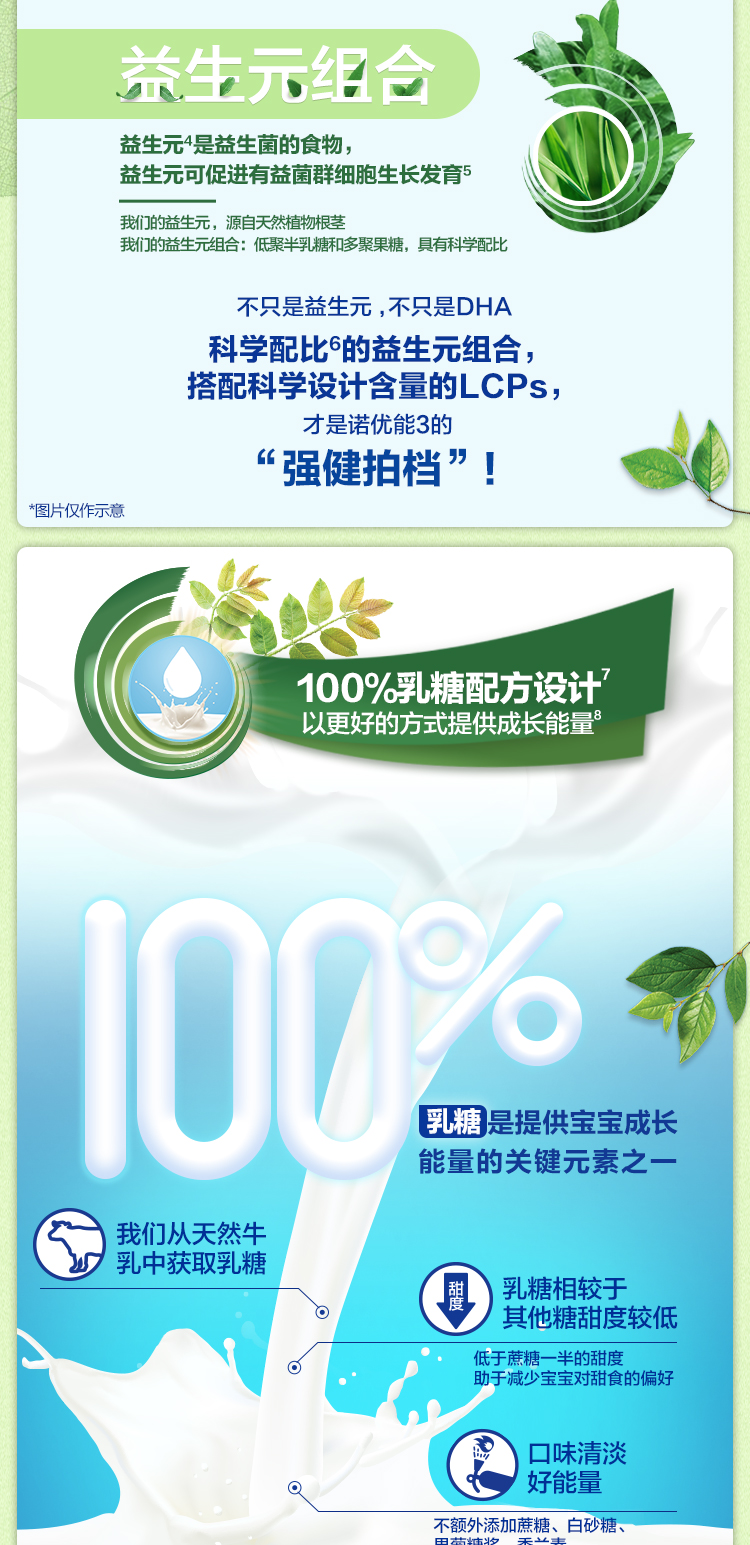 益生元组合
益生元4是益生菌的食物，
益生元可促进有益菌群细胞生长发育5
我们的益生元，源自天然植物根茎
我们的益生元组合：低聚半乳糖和多聚果糖，具有科学配比
不只是益生元，不只是DHA
科学配比6的益生元组合，
搭配科学设计含量的LCPs，
才是诺优能3的
“强健拍档”！
*图片仅作示意
100%乳糖配方设计7
以更好的方式提供成长能量8
100%
乳糖是提供宝宝成长
能量的关键元素之一
我们从天然牛
乳中获取乳糖
甜度
乳糖相较于
其他糖甜度较低
低于蔗糖一半的甜度
助于减少宝宝对甜食的偏好
口味清淡
好能量
不额外添加蔗糖、白砂糖、